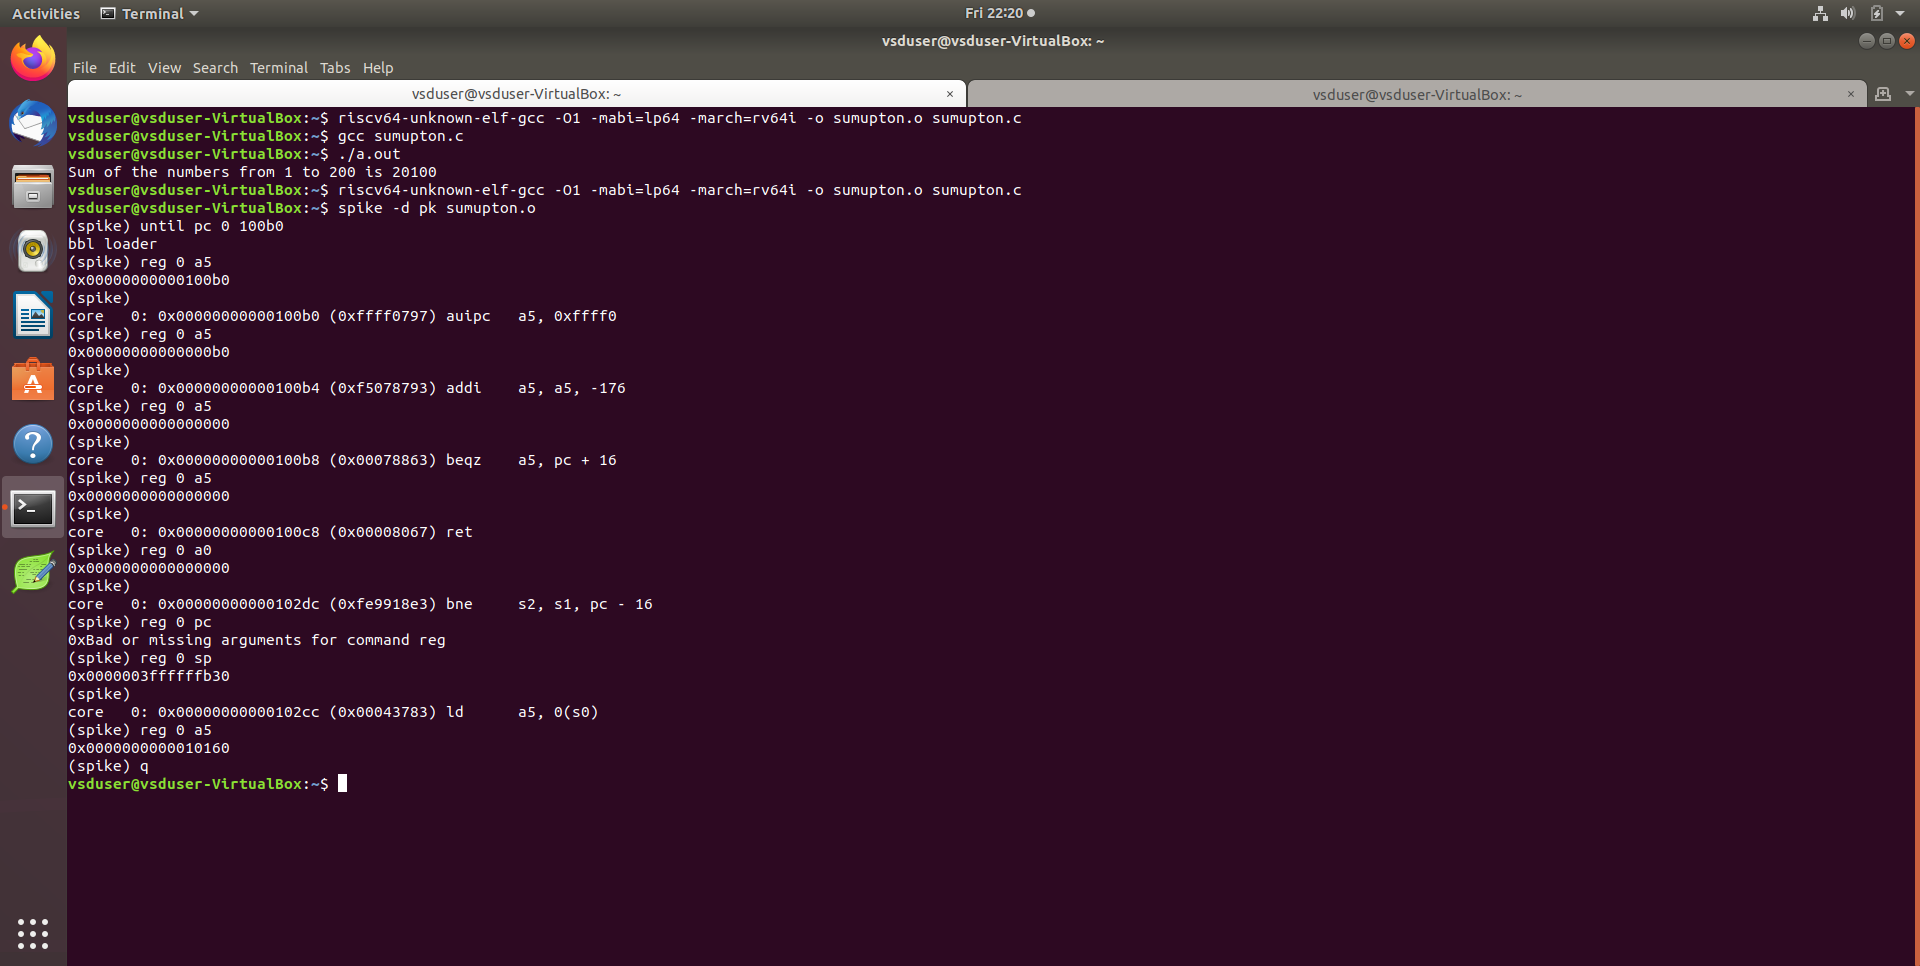 Activities Terminal Fri 22:20
vsduser@vsduser-VirtualBox: ~
File Edit View Search Terminal Tabs Help
vsduser@vsduser-VirtualBox: ~ × vsduser@vsduser-VirtualBox: ~ ×
vsduser@vsduser-VirtualBox:~$ riscv64-unknown-elf-gcc -O1 -mabi=lp64 -march=rv64i -o sumupton.o sumupton.c
vsduser@vsduser-VirtualBox:~$ gcc sumupton.c
vsduser@vsduser-VirtualBox:~$ ./a.out
Sum of the numbers from 1 to 200 is 20100
vsduser@vsduser-VirtualBox:~$ riscv64-unknown-elf-gcc -O1 -mabi=lp64 -march=rv64i -o sumupton.o sumupton.c
vsduser@vsduser-VirtualBox:~$ spike -d pk sumupton.o
(spike) until pc 0 100b0
bbl loader
(spike) reg 0 a5
0x00000000000100b0
(spike)
core   0: 0x00000000000100b0 (0xffff0797) auipc   a5, 0xffff0
(spike) reg 0 a5
0x00000000000000b0
(spike)
core   0: 0x00000000000100b4 (0xf5078793) addi    a5, a5, -176
(spike) reg 0 a5
0x0000000000000000
(spike)
core   0: 0x00000000000100b8 (0x00078863) beqz    a5, pc + 16
(spike) reg 0 a5
0x0000000000000000
(spike)
core   0: 0x00000000000100c8 (0x00008067) ret
(spike) reg 0 a0
0x0000000000000000
(spike)
core   0: 0x00000000000102dc (0xfe9918e3) bne     s2, s1, pc - 16
(spike) reg 0 pc
0xBad or missing arguments for command reg
(spike) reg 0 sp
0x0000003ffffffb30
(spike)
core   0: 0x00000000000102cc (0x00043783) ld      a5, 0(s0)
(spike) reg 0 a5
0x0000000000010160
(spike) q
vsduser@vsduser-VirtualBox:~$